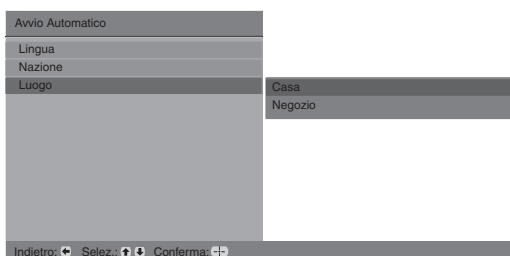 Avvio Automatico
Lingua
Nazione
Luogo
Casa
Negozio
Indietro: Selez.: Conferma: